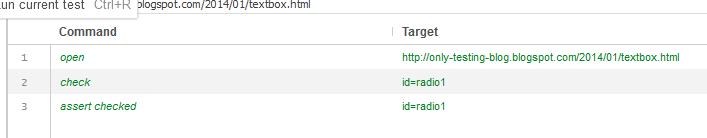 un current test Ctrl+R blogspot.com/2014/01/textbox.html
Command Target
1 open http://only-testing-blog.blogspot.com/2014/01/textbox.html
2 check id=radio1
3 assert checked id=radio1